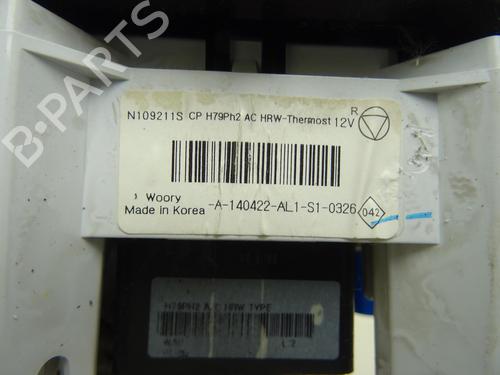 N109211S CP H79Ph2 AC HRW-Thermost 12V
R
Woory
Made in Korea
-A-140422-AL1-S1-0326
042
H79PH2 A/C HRW TYPE
B-PARTS